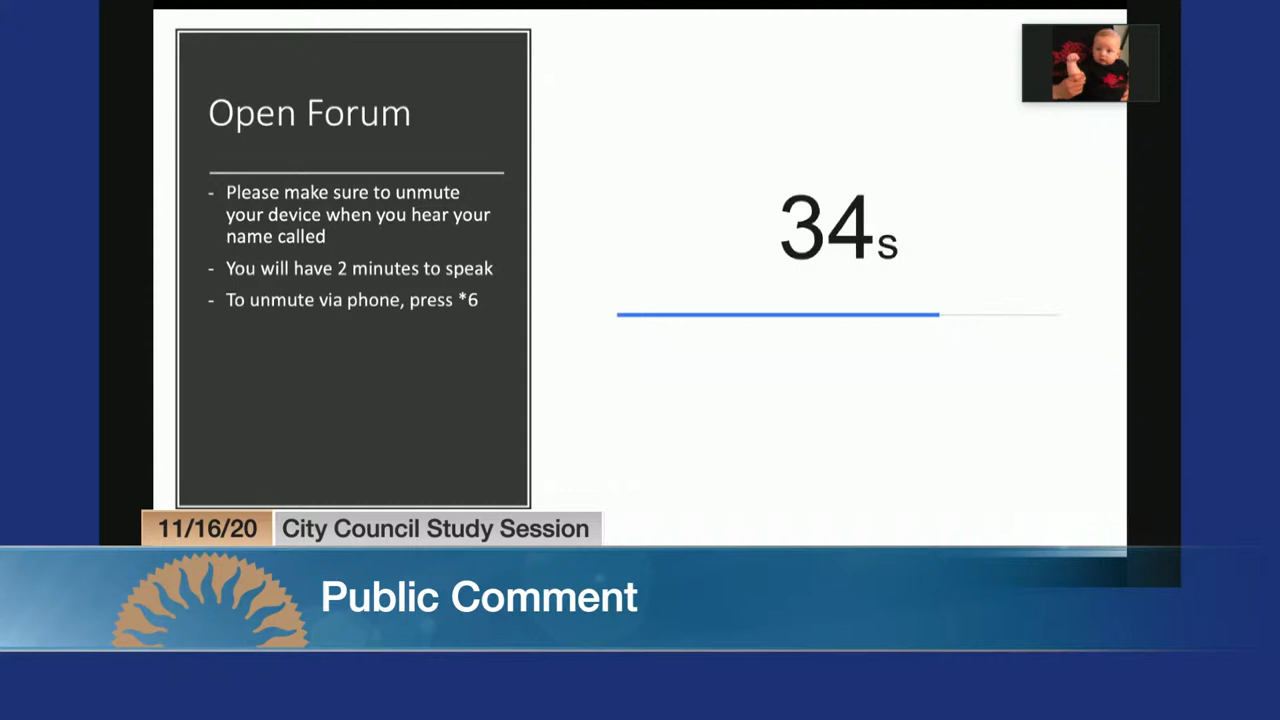 Open Forum
- Please make sure to unmute
your device when you hear your
name called
- You will have 2 minutes to speak
- To unmute via phone, press *6
34s
11/16/20 City Council Study Session
Public Comment